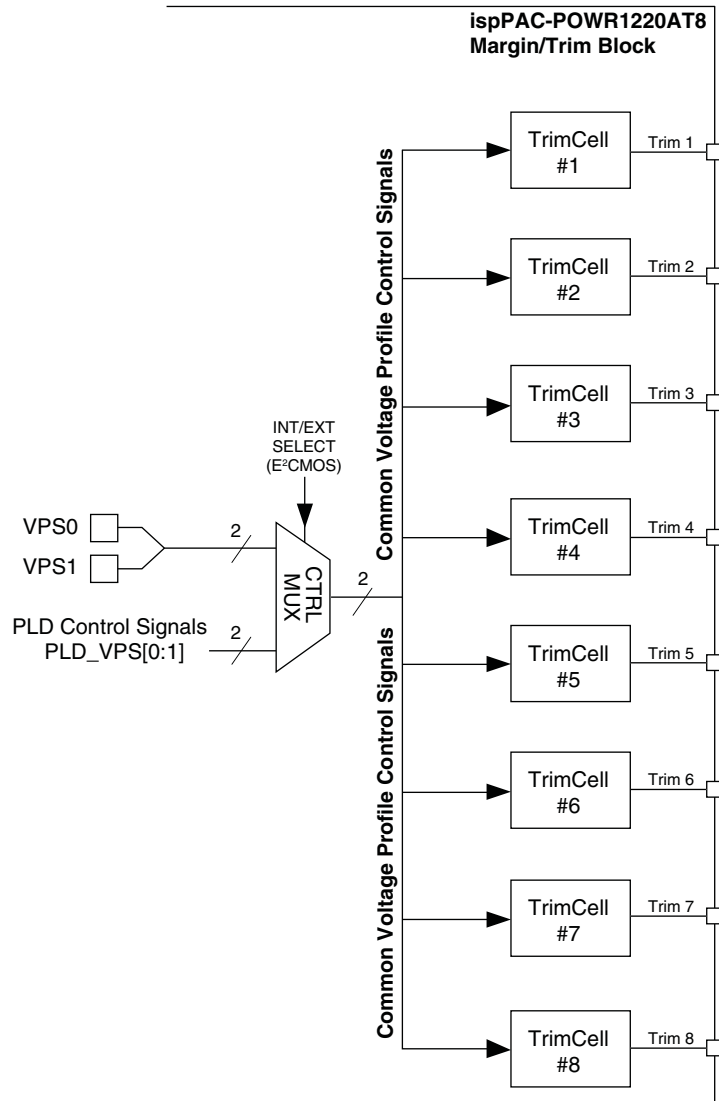 ispPAC-POWR1220AT8
Margin/Trim Block
Common Voltage Profile Control Signals
Common Voltage Profile Control Signals
TrimCell
#1
Trim 1
TrimCell
#2
Trim 2
TrimCell
#3
Trim 3
TrimCell
#4
Trim 4
TrimCell
#5
Trim 5
TrimCell
#6
Trim 6
TrimCell
#7
Trim 7
TrimCell
#8
Trim 8
INT/EXT
SELECT
(E²CMOS)
VPS0
VPS1
2
CTRL
MUX
2
PLD Control Signals
PLD_VPS[0:1]
2